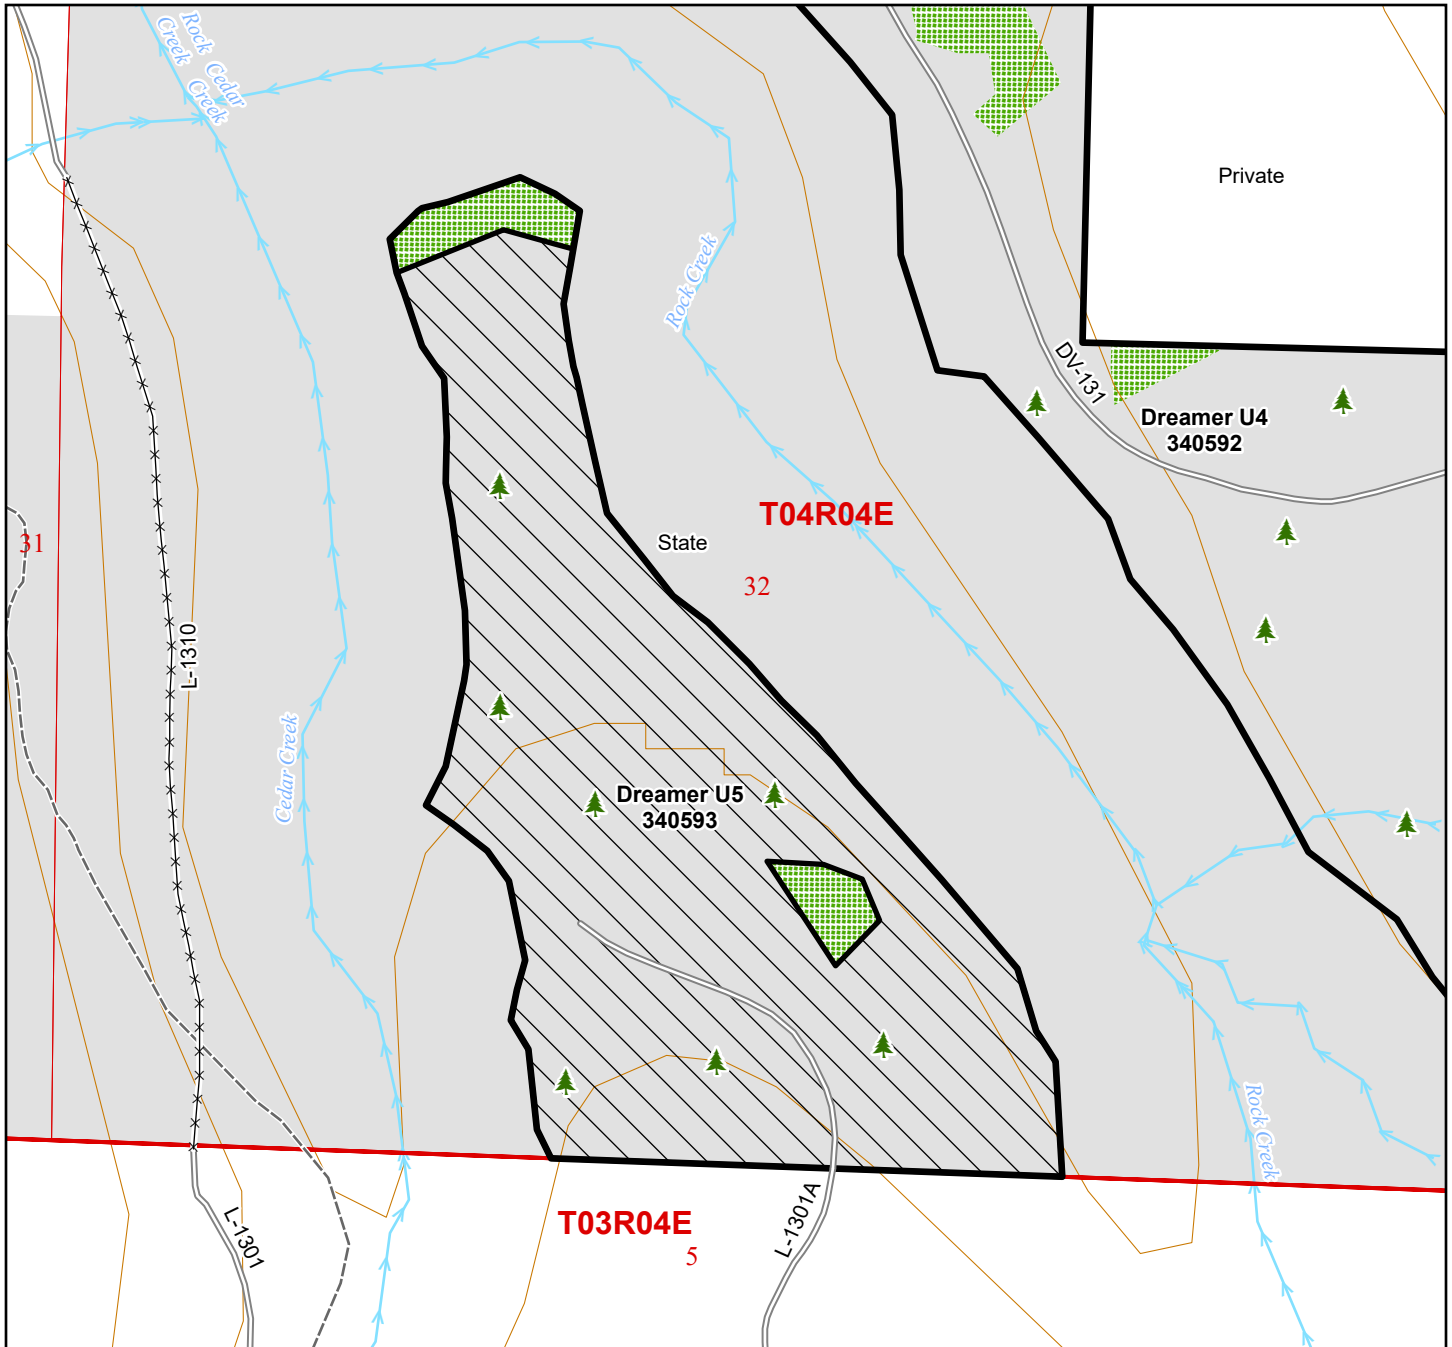 Rock
Creek
Cedar
Creek
Private
Rock Creek
DV-131
Dreamer U4
340592
T04R04E
State
31
32
L-1310
Cedar Creek
Dreamer U5
340593
Rock Creek
L-1301A
T03R04E
L-1301
5